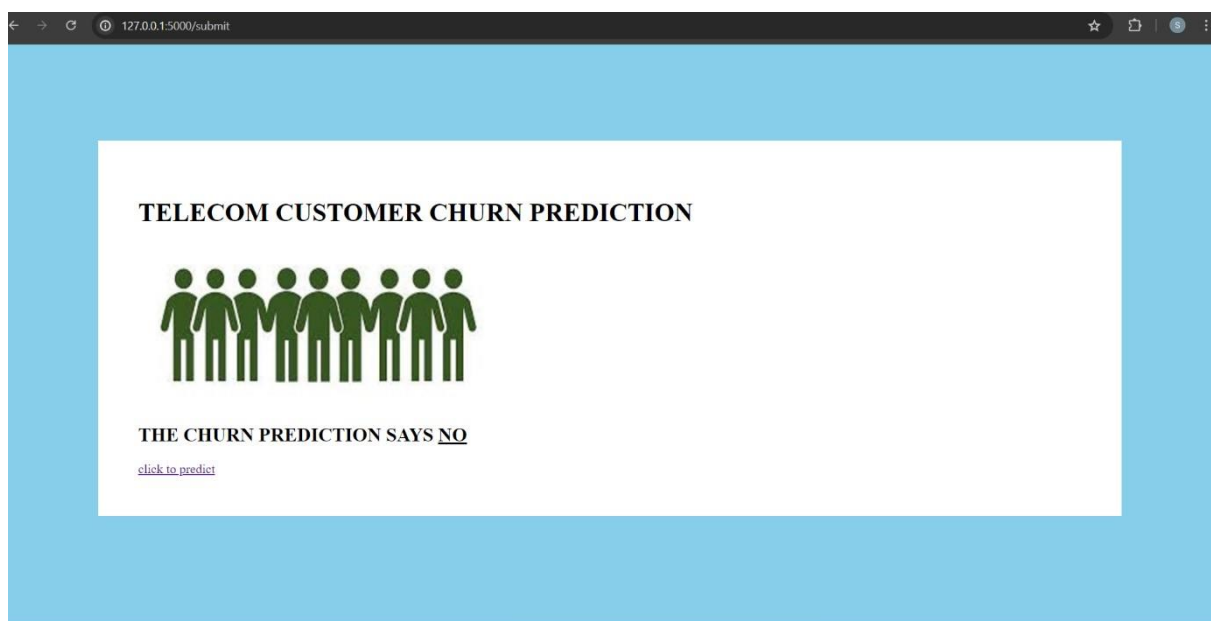 127.0.0.1:5000/submit
S
TELECOM CUSTOMER CHURN PREDICTION
THE CHURN PREDICTION SAYS NO
click to predict